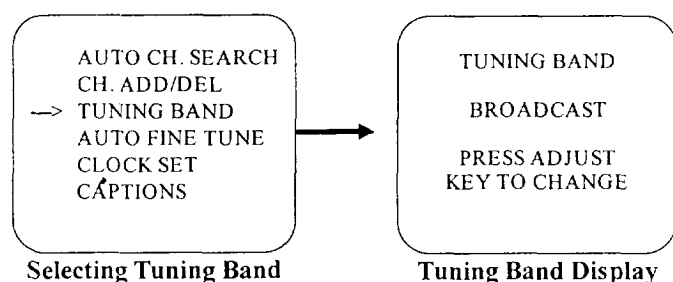 AUTO CH. SEARCH
CH. ADD/DEL
--> TUNING BAND
AUTO FINE TUNE
CLOCK SET
CAPTIONS
Selecting Tuning Band
TUNING BAND
BROADCAST
PRESS ADJUST
KEY TO CHANGE
Tuning Band Display